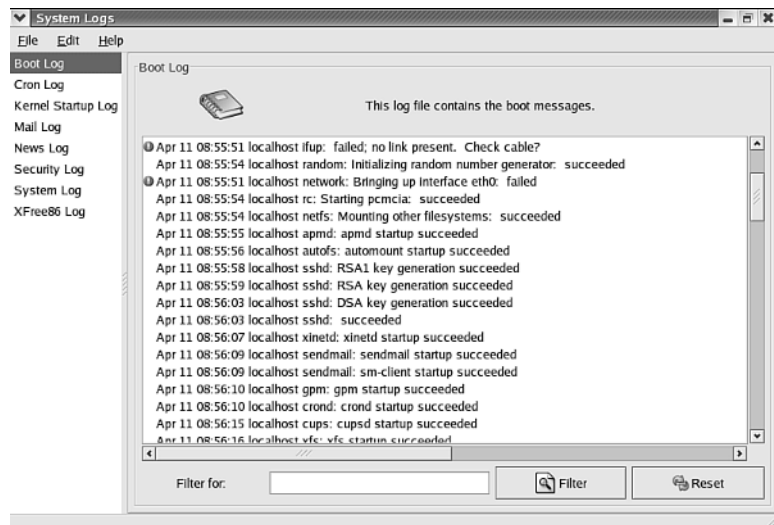 System Logs
File Edit Help
Boot Log
Cron Log
Kernel Startup Log
Mail Log
News Log
Security Log
System Log
XFree86 Log
Boot Log
This log file contains the boot messages.
Apr 11 08:55:51 localhost ifup: failed; no link present. Check cable?
Apr 11 08:55:54 localhost random: Initializing random number generator: succeeded
Apr 11 08:55:51 localhost network: Bringing up interface eth0: failed
Apr 11 08:55:54 localhost rc: Starting pcmcia: succeeded
Apr 11 08:55:54 localhost netfs: Mounting other filesystems: succeeded
Apr 11 08:55:55 localhost apmd: apmd startup succeeded
Apr 11 08:55:56 localhost autofs: automount startup succeeded
Apr 11 08:55:58 localhost sshd: RSA1 key generation succeeded
Apr 11 08:55:59 localhost sshd: RSA key generation succeeded
Apr 11 08:56:03 localhost sshd: DSA key generation succeeded
Apr 11 08:56:03 localhost sshd: succeeded
Apr 11 08:56:07 localhost xinetd: xinetd startup succeeded
Apr 11 08:56:09 localhost sendmail: sendmail startup succeeded
Apr 11 08:56:09 localhost sendmail: sm-client startup succeeded
Apr 11 08:56:10 localhost gpm: gpm startup succeeded
Apr 11 08:56:10 localhost crond: crond startup succeeded
Apr 11 08:56:15 localhost cups: cupsd startup succeeded
Apr 11 08:56:16 localhost xfs: xfs startup succeeded
Filter for: Filter Reset